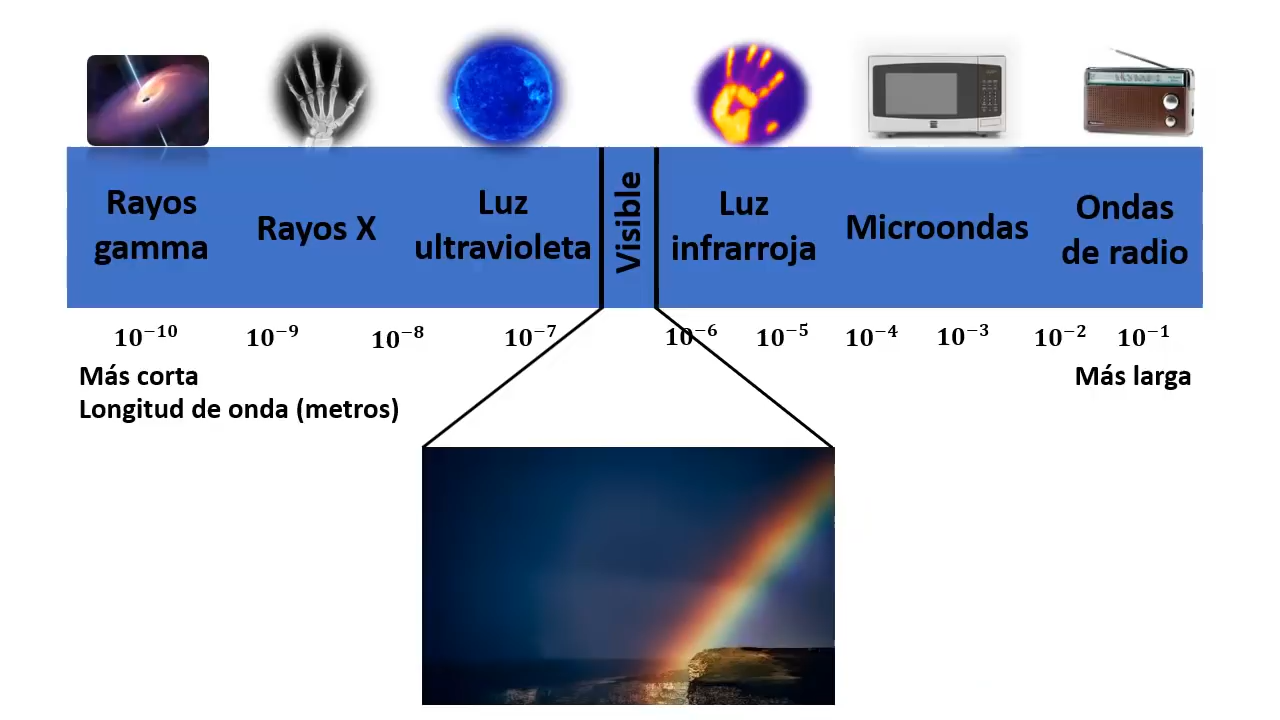 Rayos
gamma
Rayos X
Luz
ultravioleta
Visible
Luz
infrarroja
Microondas
Ondas
de radio
10⁻¹⁰ 10⁻⁹ 10⁻⁸ 10⁻⁷ 10⁻⁶ 10⁻⁵ 10⁻⁴ 10⁻³ 10⁻² 10⁻¹
Más corta
Más larga
Longitud de onda (metros)